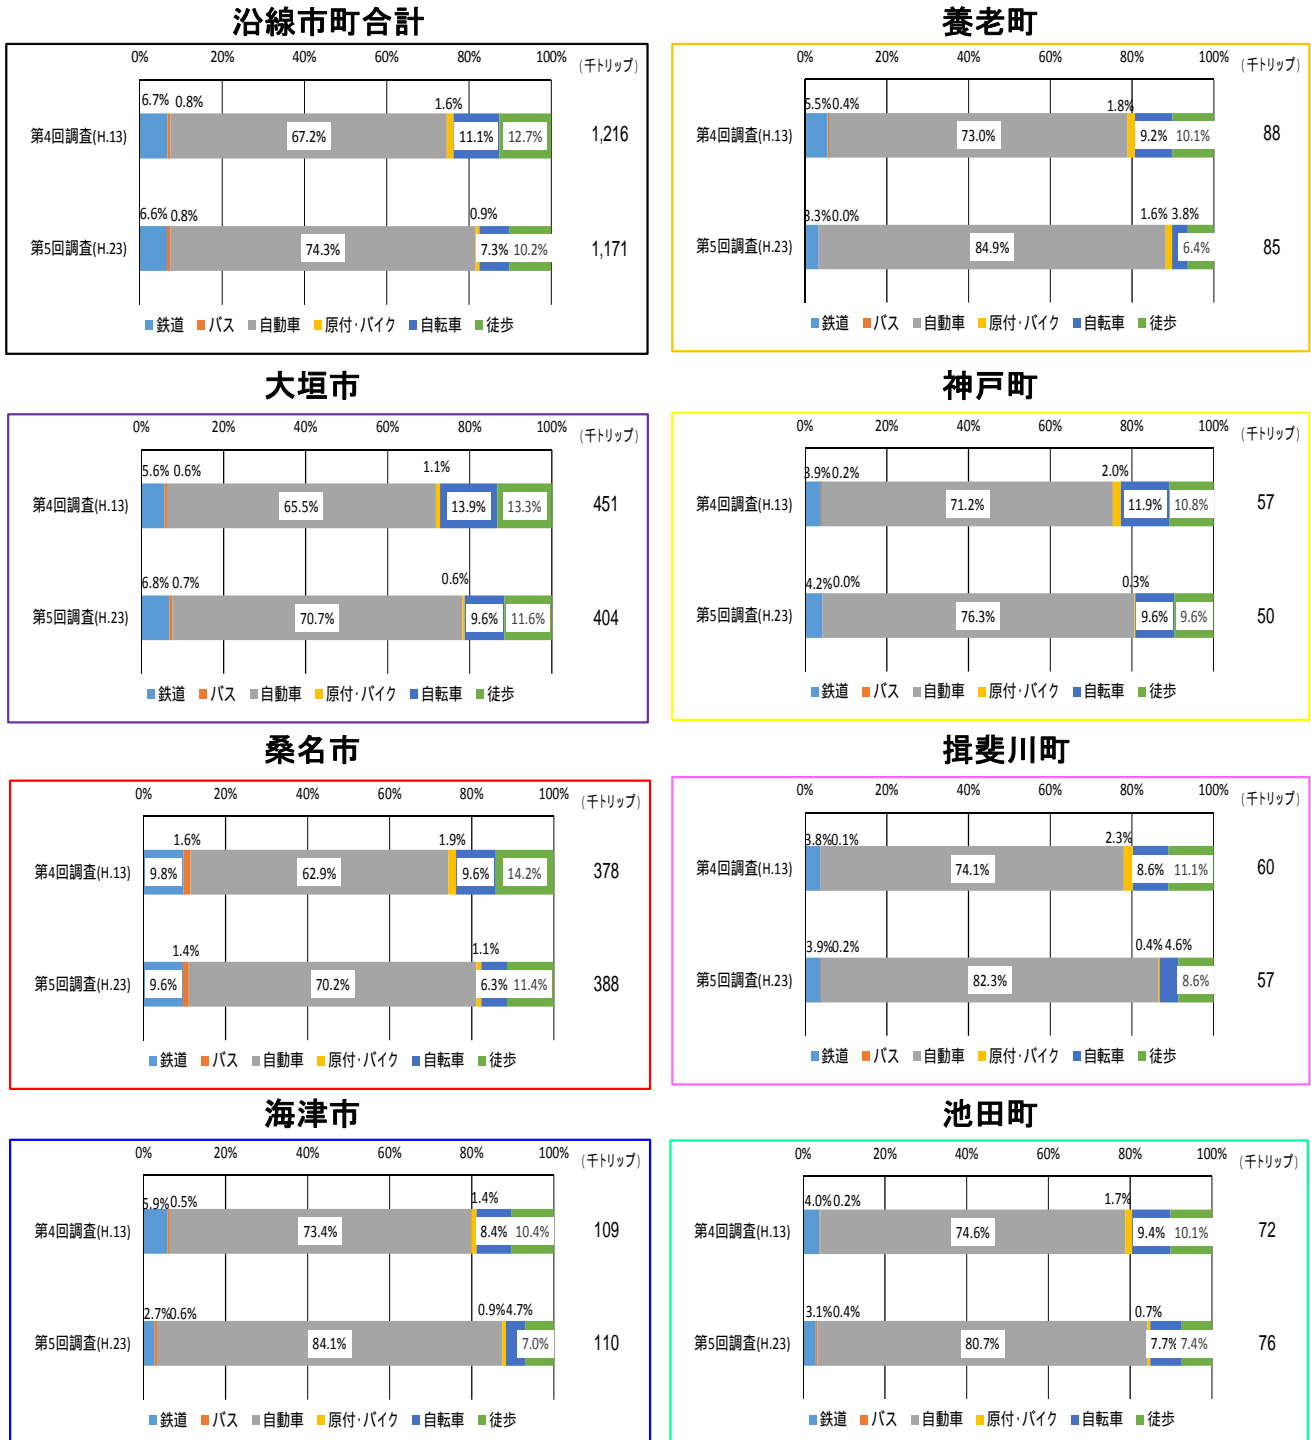 沿線市町合計
0% 20% 40% 60% 80% 100% (千トリップ)
6.7% 0.8% 1.6%
第4回調査(H.13) 67.2% 11.1% 12.7% 1,216
6.6% 0.8% 0.9%
第5回調査(H.23) 74.3% 7.3% 10.2% 1,171
鉄道 バス 自動車 原付・バイク 自転車 徒歩
養老町
0% 20% 40% 60% 80% 100% (千トリップ)
5.5% 0.4% 1.8%
第4回調査(H.13) 73.0% 9.2% 10.1% 88
3.3% 0.0% 1.6% 3.8%
第5回調査(H.23) 84.9% 6.4% 85
鉄道 バス 自動車 原付・バイク 自転車 徒歩
大垣市
0% 20% 40% 60% 80% 100% (千トリップ)
5.6% 0.6% 1.1%
第4回調査(H.13) 65.5% 13.9% 13.3% 451
6.8% 0.7% 0.6%
第5回調査(H.23) 70.7% 9.6% 11.6% 404
鉄道 バス 自動車 原付・バイク 自転車 徒歩
神戸町
0% 20% 40% 60% 80% 100% (千トリップ)
3.9% 0.2% 2.0%
第4回調査(H.13) 71.2% 11.9% 10.8% 57
4.2% 0.0% 0.3%
第5回調査(H.23) 76.3% 9.6% 9.6% 50
鉄道 バス 自動車 原付・バイク 自転車 徒歩
桑名市
0% 20% 40% 60% 80% 100% (千トリップ)
1.6% 1.9%
第4回調査(H.13) 9.8% 62.9% 9.6% 14.2% 378
1.4% 1.1%
第5回調査(H.23) 9.6% 70.2% 6.3% 11.4% 388
鉄道 バス 自動車 原付・バイク 自転車 徒歩
揖斐川町
0% 20% 40% 60% 80% 100% (千トリップ)
3.8% 0.1% 2.3%
第4回調査(H.13) 74.1% 8.6% 11.1% 60
3.9% 0.2% 0.4% 4.6%
第5回調査(H.23) 82.3% 8.6% 57
鉄道 バス 自動車 原付・バイク 自転車 徒歩
海津市
0% 20% 40% 60% 80% 100% (千トリップ)
5.9% 0.5% 1.4%
第4回調査(H.13) 73.4% 8.4% 10.4% 109
2.7% 0.6% 0.9% 4.7%
第5回調査(H.23) 84.1% 7.0% 110
鉄道 バス 自動車 原付・バイク 自転車 徒歩
池田町
0% 20% 40% 60% 80% 100% (千トリップ)
4.0% 0.2% 1.7%
第4回調査(H.13) 74.6% 9.4% 10.1% 72
3.1% 0.4% 0.7%
第5回調査(H.23) 80.7% 7.7% 7.4% 76
鉄道 バス 自動車 原付・バイク 自転車 徒歩